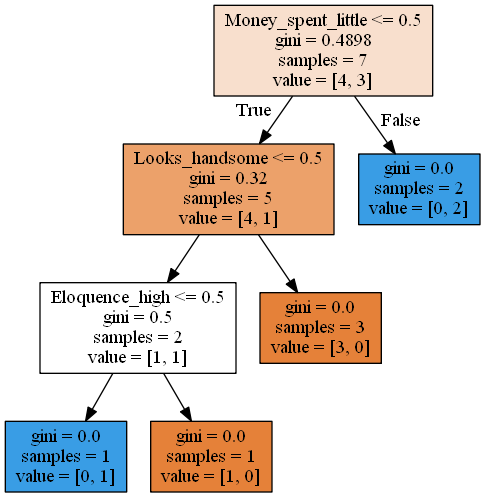 Money_spent_little <= 0.5
gini = 0.4898
samples = 7
value = [4, 3]
True
False
Looks_handsome <= 0.5
gini = 0.32
samples = 5
value = [4, 1]
gini = 0.0
samples = 2
value = [0, 2]
Eloquence_high <= 0.5
gini = 0.5
samples = 2
value = [1, 1]
gini = 0.0
samples = 3
value = [3, 0]
gini = 0.0
samples = 1
value = [0, 1]
gini = 0.0
samples = 1
value = [1, 0]